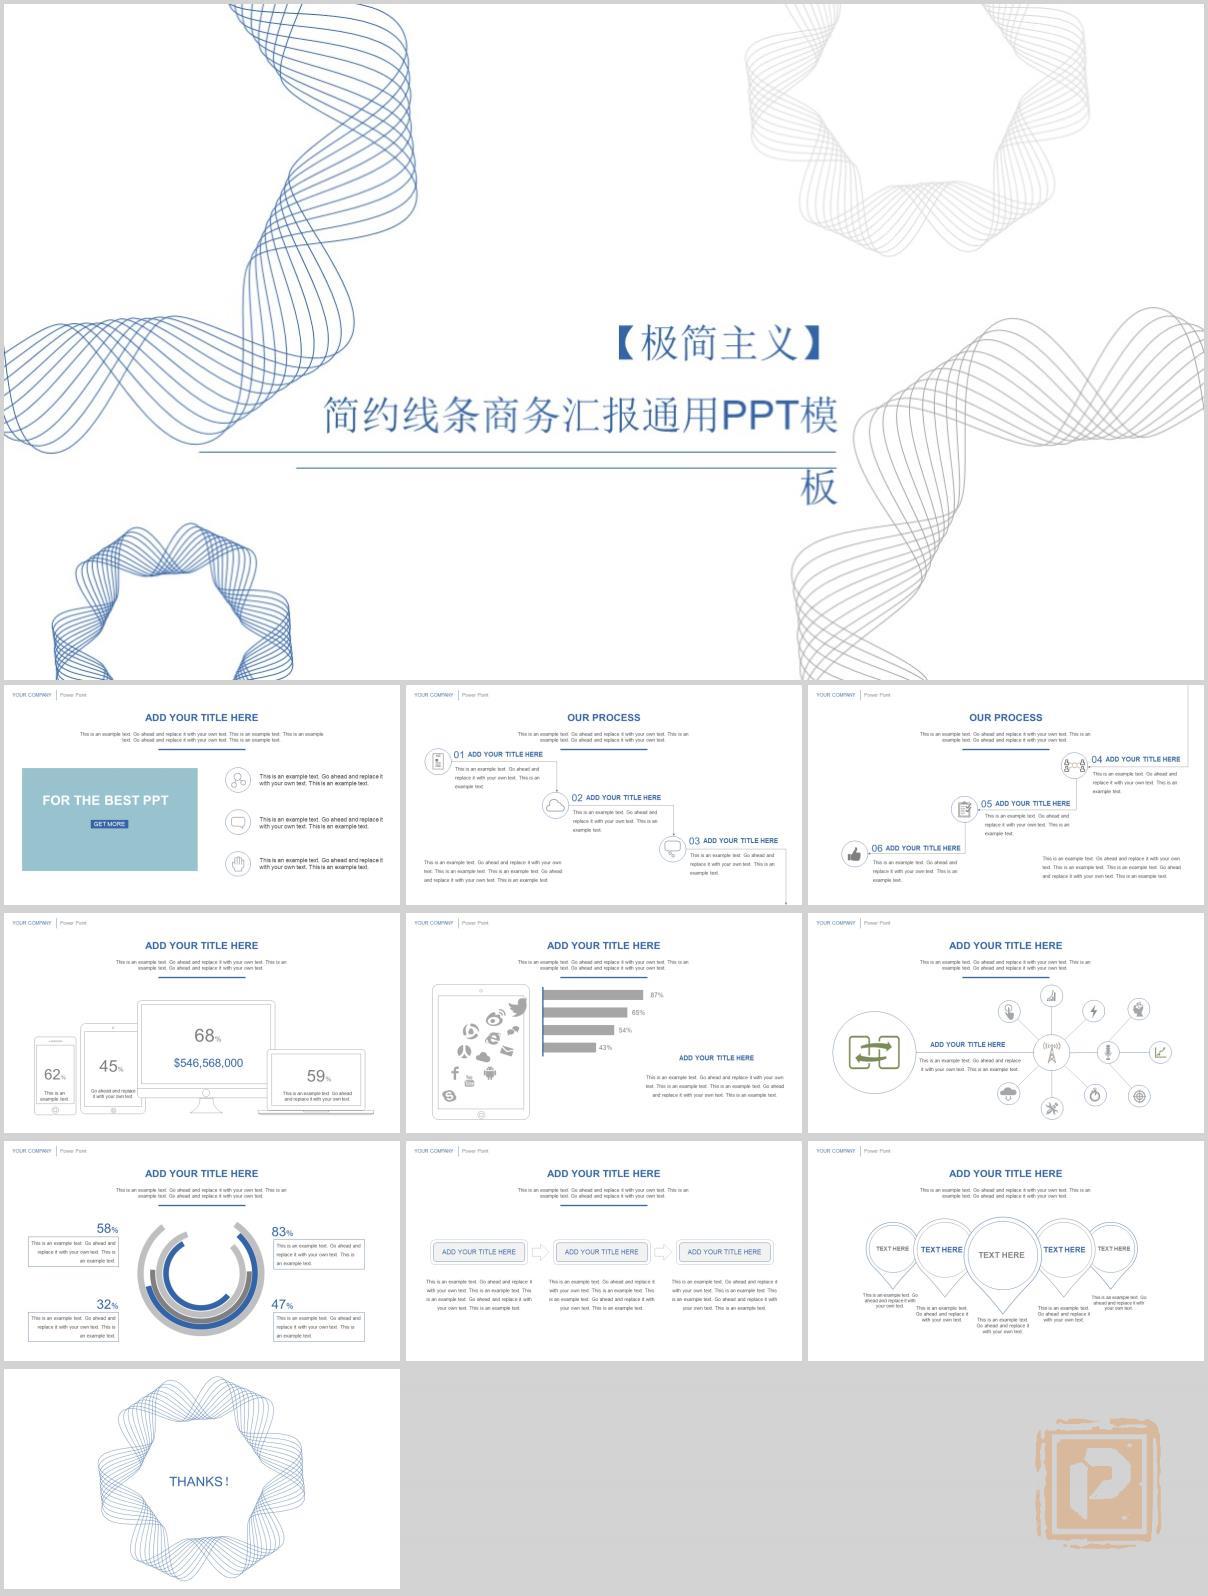 【极简主义】
简约线条商务汇报通用PPT模
板
YOUR COMPANY Power Point
ADD YOUR TITLE HERE
This is an example text. Go ahead and replace it with your own text. This is an example text. This is an example
text. Go ahead and replace it with your own text. This is an example text.
FOR THE BEST PPT
GET MORE
This is an example text. Go ahead and replace it
with your own text. This is an example text.
This is an example text. Go ahead and replace it
with your own text. This is an example text.
This is an example text. Go ahead and replace it
with your own text. This is an example text.
YOUR COMPANY Power Point
OUR PROCESS
This is an example text. Go ahead and replace it with your own text. This is an
example text. Go ahead and replace it with your own text.
01 ADD YOUR TITLE HERE
This is an example text. Go ahead and
replace it with your own text. This is an
example text.
02 ADD YOUR TITLE HERE
This is an example text. Go ahead and
replace it with your own text. This is an
example text.
03 ADD YOUR TITLE HERE
This is an example text. Go ahead and
replace it with your own text. This is an
example text.
This is an example text. Go ahead and replace it with your own
text. This is an example text. This is an example text. Go ahead
and replace it with your own text. This is an example text.
YOUR COMPANY Power Point
OUR PROCESS
This is an example text. Go ahead and replace it with your own text. This is an
example text. Go ahead and replace it with your own text.
04 ADD YOUR TITLE HERE
This is an example text. Go ahead and
replace it with your own text. This is an
example text.
05 ADD YOUR TITLE HERE
This is an example text. Go ahead and
replace it with your own text. This is an
example text.
06 ADD YOUR TITLE HERE
This is an example text. Go ahead and
replace it with your own text. This is an
example text.
This is an example text. Go ahead and replace it with your own
text. This is an example text. This is an example text. Go ahead
and replace it with your own text. This is an example text.
YOUR COMPANY Power Point
ADD YOUR TITLE HERE
This is an example text. Go ahead and replace it with your own text. This is an
example text. Go ahead and replace it with your own text.
62%
This is an
example text.
45%
Go ahead and replace
it with your own text.
68%
$546,568,000
59%
This is an example text. Go ahead
and replace it with your own text.
YOUR COMPANY Power Point
ADD YOUR TITLE HERE
This is an example text. Go ahead and replace it with your own text. This is an
example text. Go ahead and replace it with your own text.
87%
65%
54%
43%
You
Tube
ADD YOUR TITLE HERE
This is an example text. Go ahead and replace it with your own
text. This is an example text. This is an example text. Go ahead
and replace it with your own text. This is an example text.
YOUR COMPANY Power Point
ADD YOUR TITLE HERE
This is an example text. Go ahead and replace it with your own text. This is an
example text. Go ahead and replace it with your own text.
ADD YOUR TITLE HERE
This is an example text. Go ahead and replace
it with your own text. This is an example text.
YOUR COMPANY Power Point
ADD YOUR TITLE HERE
This is an example text. Go ahead and replace it with your own text. This is an
example text. Go ahead and replace it with your own text.
58%
This is an example text. Go ahead and
replace it with your own text. This is
an example text.
83%
This is an example text. Go ahead and
replace it with your own text. This is
an example text.
32%
This is an example text. Go ahead and
replace it with your own text. This is
an example text.
47%
This is an example text. Go ahead and
replace it with your own text. This is
an example text.
YOUR COMPANY Power Point
ADD YOUR TITLE HERE
This is an example text. Go ahead and replace it with your own text. This is an
example text. Go ahead and replace it with your own text.
ADD YOUR TITLE HERE
ADD YOUR TITLE HERE
ADD YOUR TITLE HERE
This is an example text. Go ahead and replace it
with your own text. This is an example text. This
is an example text. Go ahead and replace it with
your own text. This is an example text.
This is an example text. Go ahead and replace it
with your own text. This is an example text. This
is an example text. Go ahead and replace it with
your own text. This is an example text.
This is an example text. Go ahead and replace it
with your own text. This is an example text. This
is an example text. Go ahead and replace it with
your own text. This is an example text.
YOUR COMPANY Power Point
ADD YOUR TITLE HERE
This is an example text. Go ahead and replace it with your own text. This is an
example text. Go ahead and replace it with your own text.
TEXT HERE
TEXT HERE
TEXT HERE
TEXT HERE
TEXT HERE
This is an example text. Go
ahead and replace it with
your own text.
This is an example text.
Go ahead and replace it
with your own text.
This is an example text.
Go ahead and replace it
with your own text.
This is an example text.
Go ahead and replace it
with your own text.
This is an example text. Go
ahead and replace it with
your own text.
THANKS!